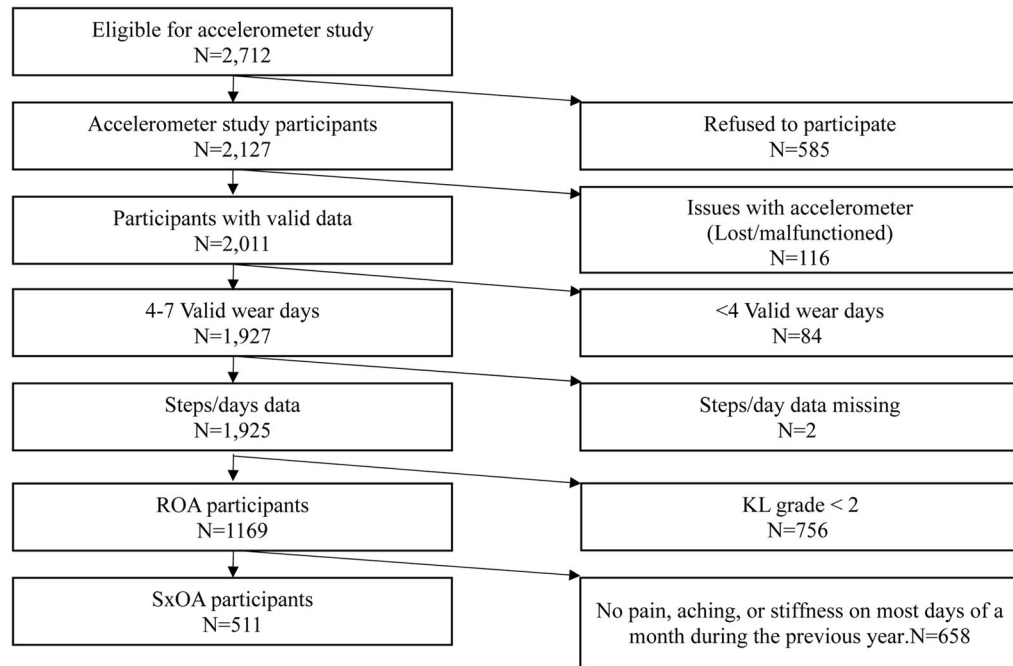 Eligible for accelerometer study
N=2,712
Accelerometer study participants
N=2,127
Refused to participate
N=585
Participants with valid data
N=2,011
Issues with accelerometer
(Lost/malfunctioned)
N=116
4-7 Valid wear days
N=1,927
<4 Valid wear days
N=84
Steps/days data
N=1,925
Steps/day data missing
N=2
ROA participants
N=1169
KL grade < 2
N=756
SxOA participants
N=511
No pain, aching, or stiffness on most days of a
month during the previous year.N=658